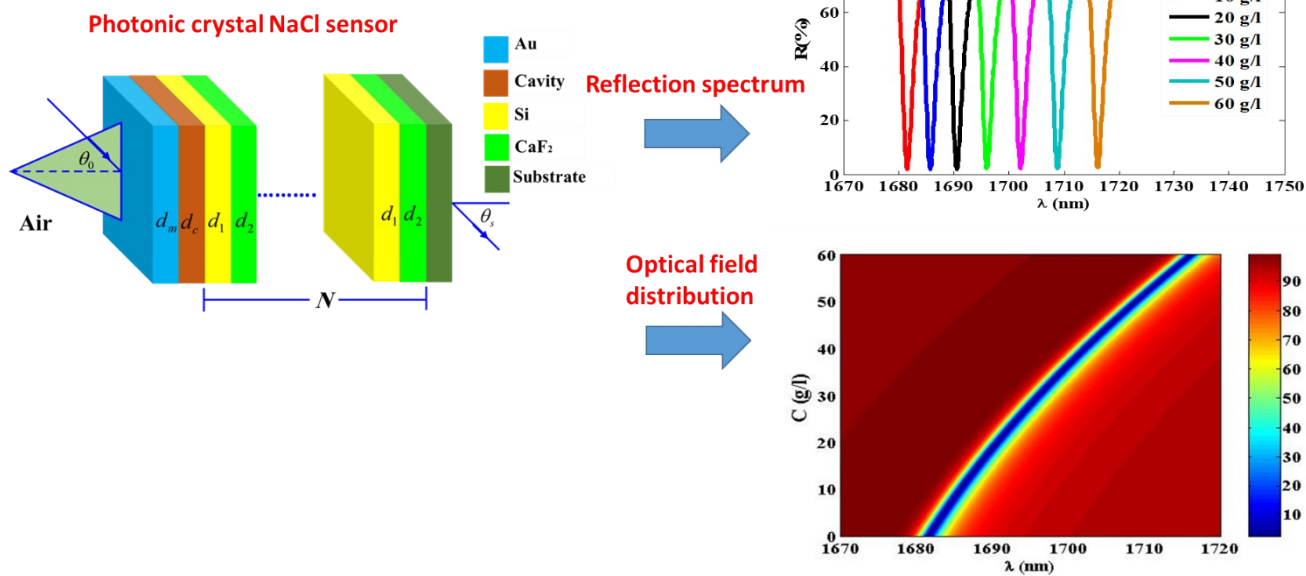 Photonic crystal NaCl sensor
Au
Cavity
Si
CaF₂
Substrate
θ₀
Air
d_m
d_c
d₁
d₂
d₁
d₂
θ_s
N
Reflection spectrum
Optical field
distribution
60
40
20
0
R(%)
10 g/l
20 g/l
30 g/l
40 g/l
50 g/l
60 g/l
1670 1680 1690 1700 1710 1720 1730 1740 1750
λ (nm)
60
50
40
30
20
10
0
C (g/l)
1670 1680 1690 1700 1710 1720
λ (nm)
90
80
70
60
50
40
30
20
10